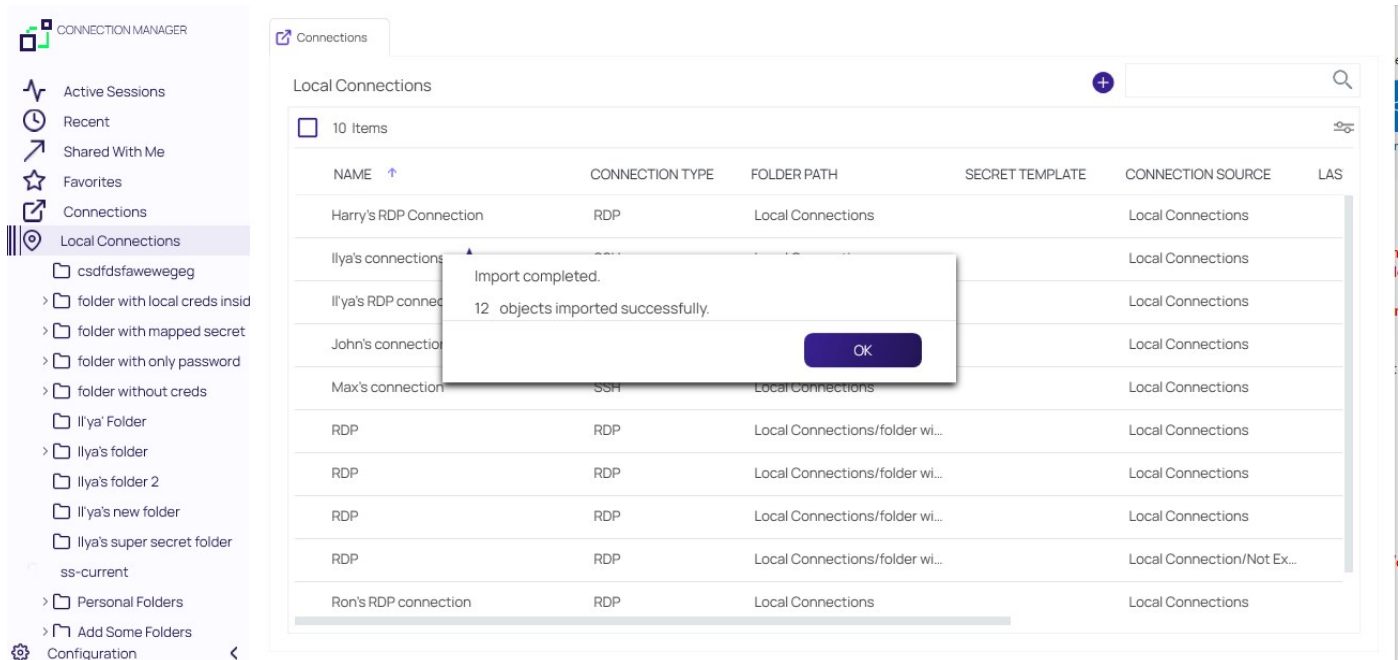 CONNECTION MANAGER
Active Sessions
Recent
Shared With Me
Favorites
Connections
Local Connections
csdfdsfawewegeg
folder with local creds insid
folder with mapped secret
folder with only password
folder without creds
Il'ya' Folder
Ilya's folder
Ilya's folder 2
Il'ya's new folder
Ilya's super secret folder
ss-current
Personal Folders
Add Some Folders
Configuration
Connections
Local Connections
10 Items
NAME CONNECTION TYPE FOLDER PATH SECRET TEMPLATE CONNECTION SOURCE LAS
Harry's RDP Connection RDP Local Connections Local Connections
Ilya's connections Local Connections
Il'ya's RDP connec Local Connections
John's connection Local Connections
Max's connection SSH Local Connections Local Connections
RDP RDP Local Connections/folder wi... Local Connections
RDP RDP Local Connections/folder wi... Local Connections
RDP RDP Local Connections/folder wi... Local Connections
RDP RDP Local Connections/folder wi... Local Connection/Not Ex...
Ron's RDP connection RDP Local Connections Local Connections
Import completed.
12 objects imported successfully.
OK